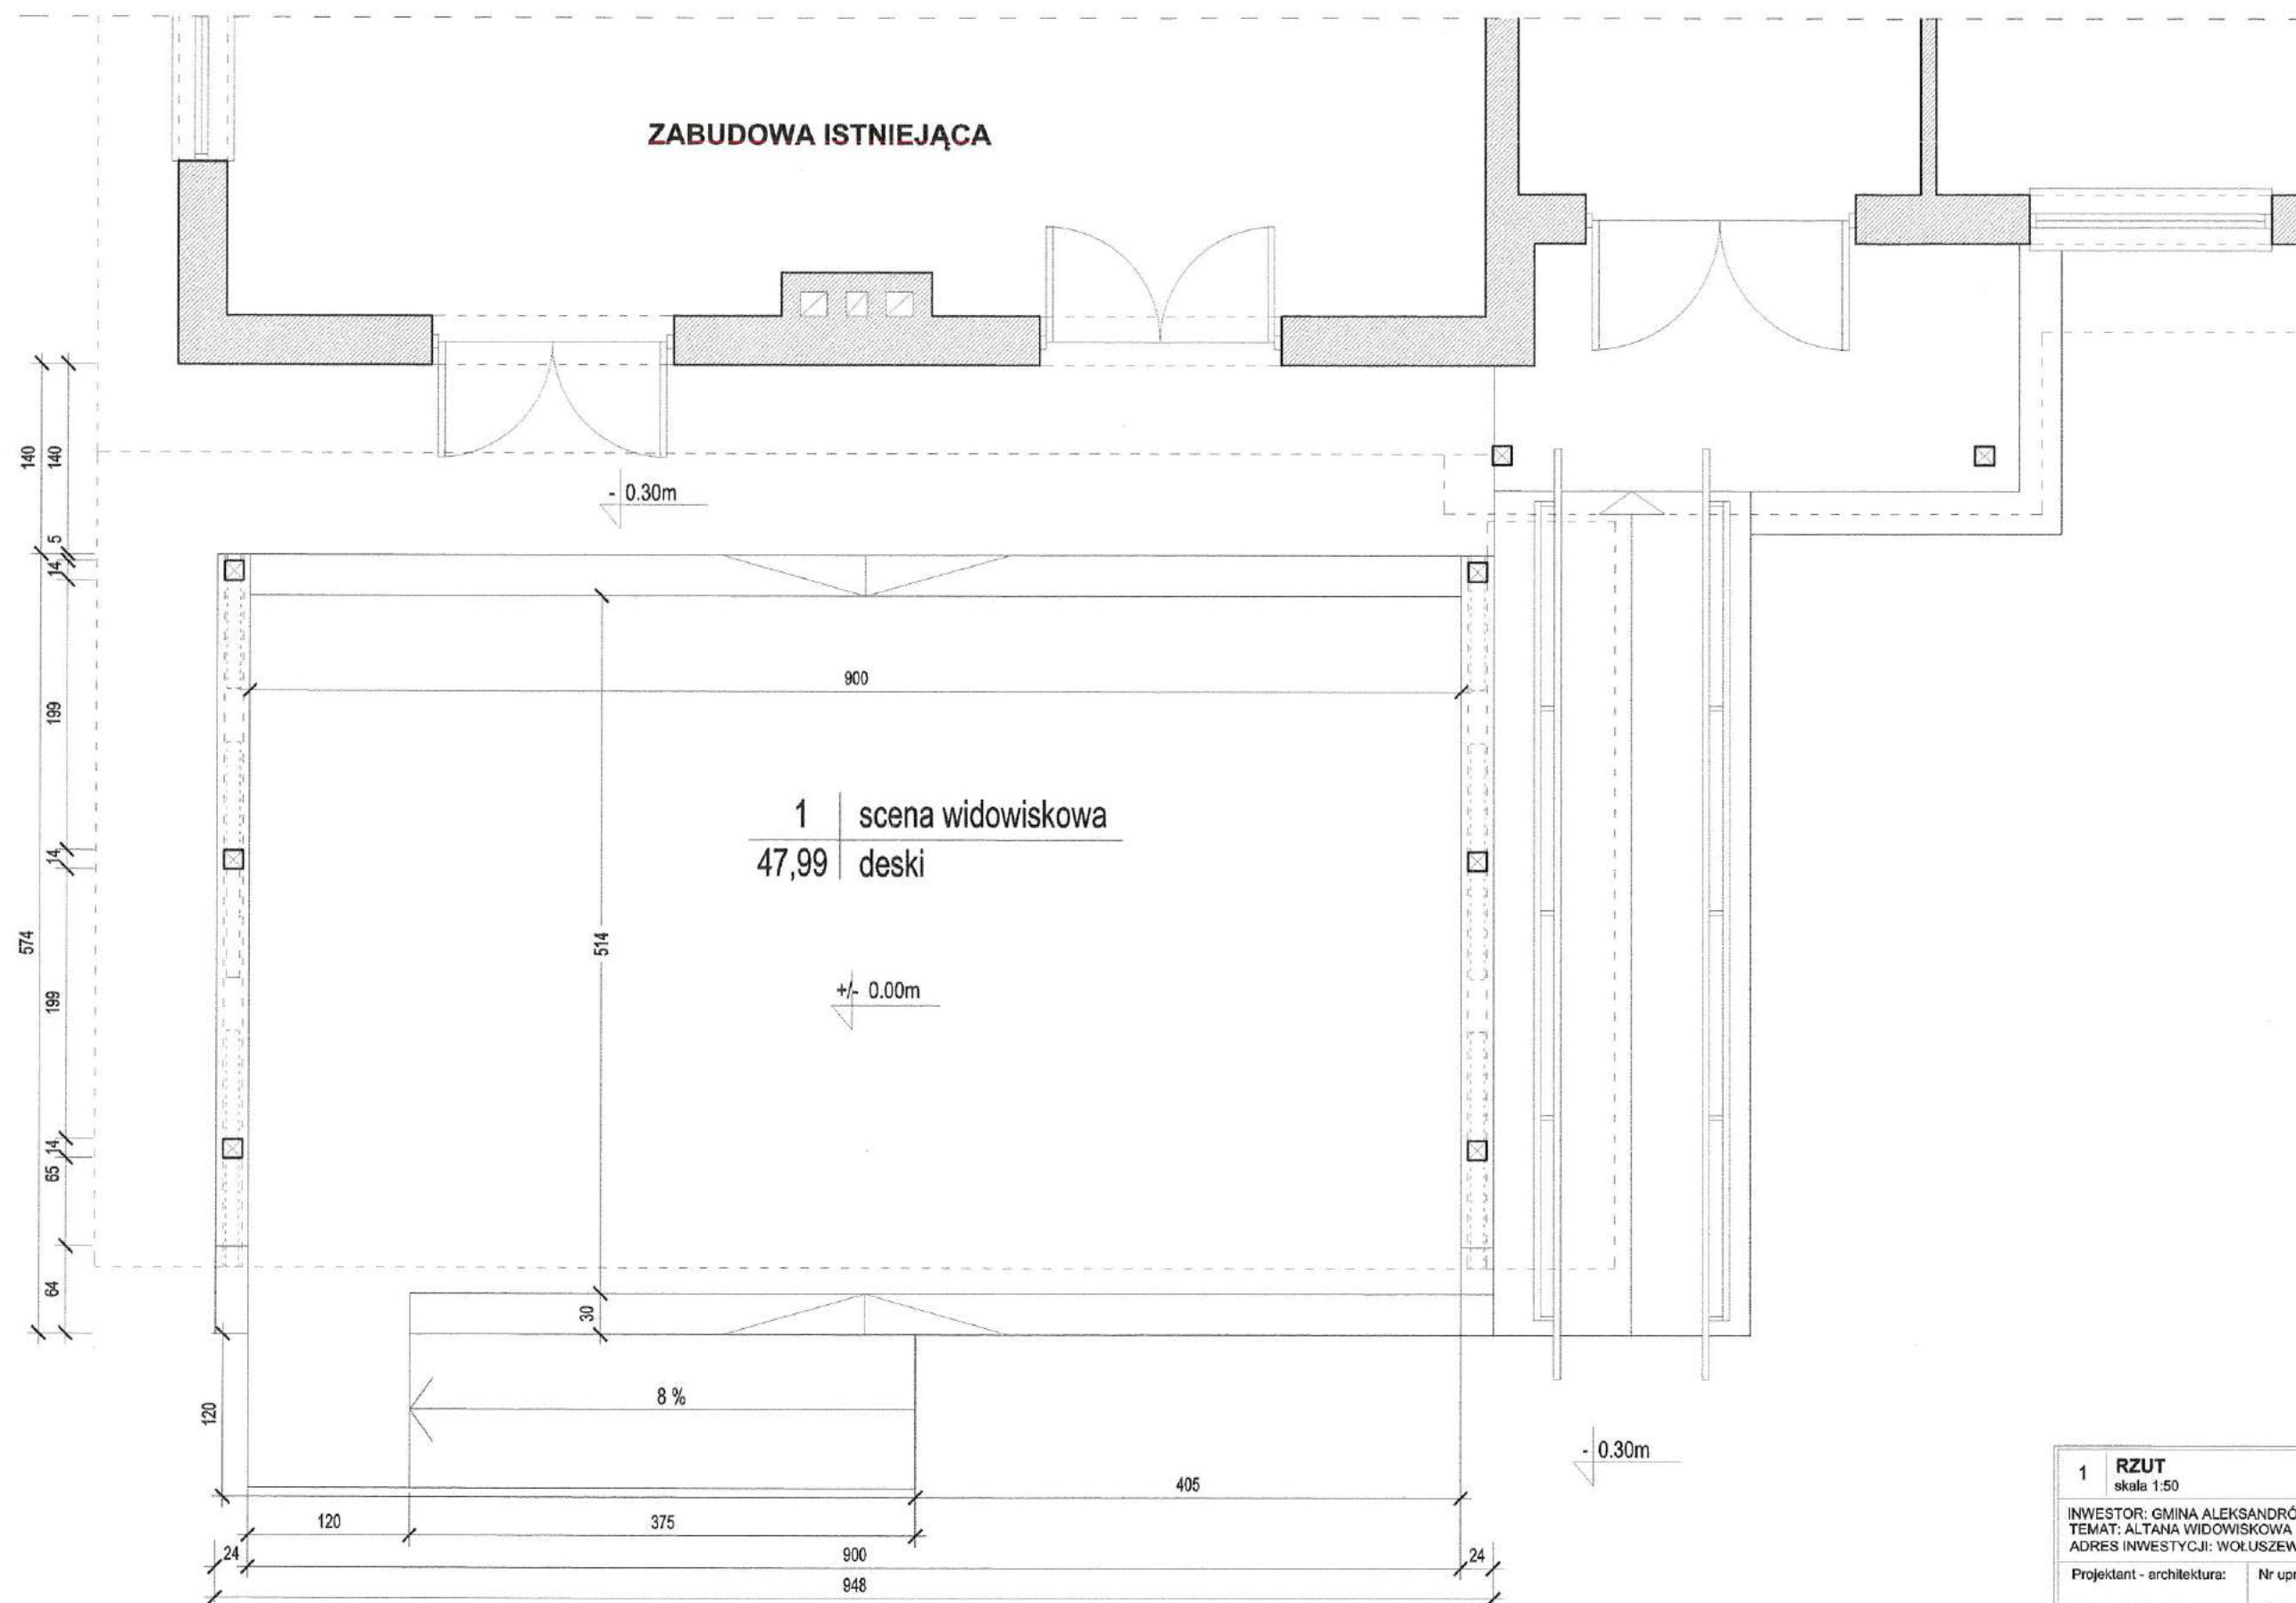 ZABUDOWA ISTNIEJĄCA
140
140
- 0.30m
5
14
900
199
1 scena widowiskowa
47,99 deski
14
574
514
+/- 0.00m
199
14
65
64
30
8 %
120
- 0.30m
405
120
375
24
900
24
948
1 RZUT
skala 1:50
INWESTOR: GMINA ALEKSANDRÓ
TEMAT: ALTANA WIDOWISKOWA
ADRES INWESTYCJI: WOŁUSZEW
Projektant - architektura: Nr upr